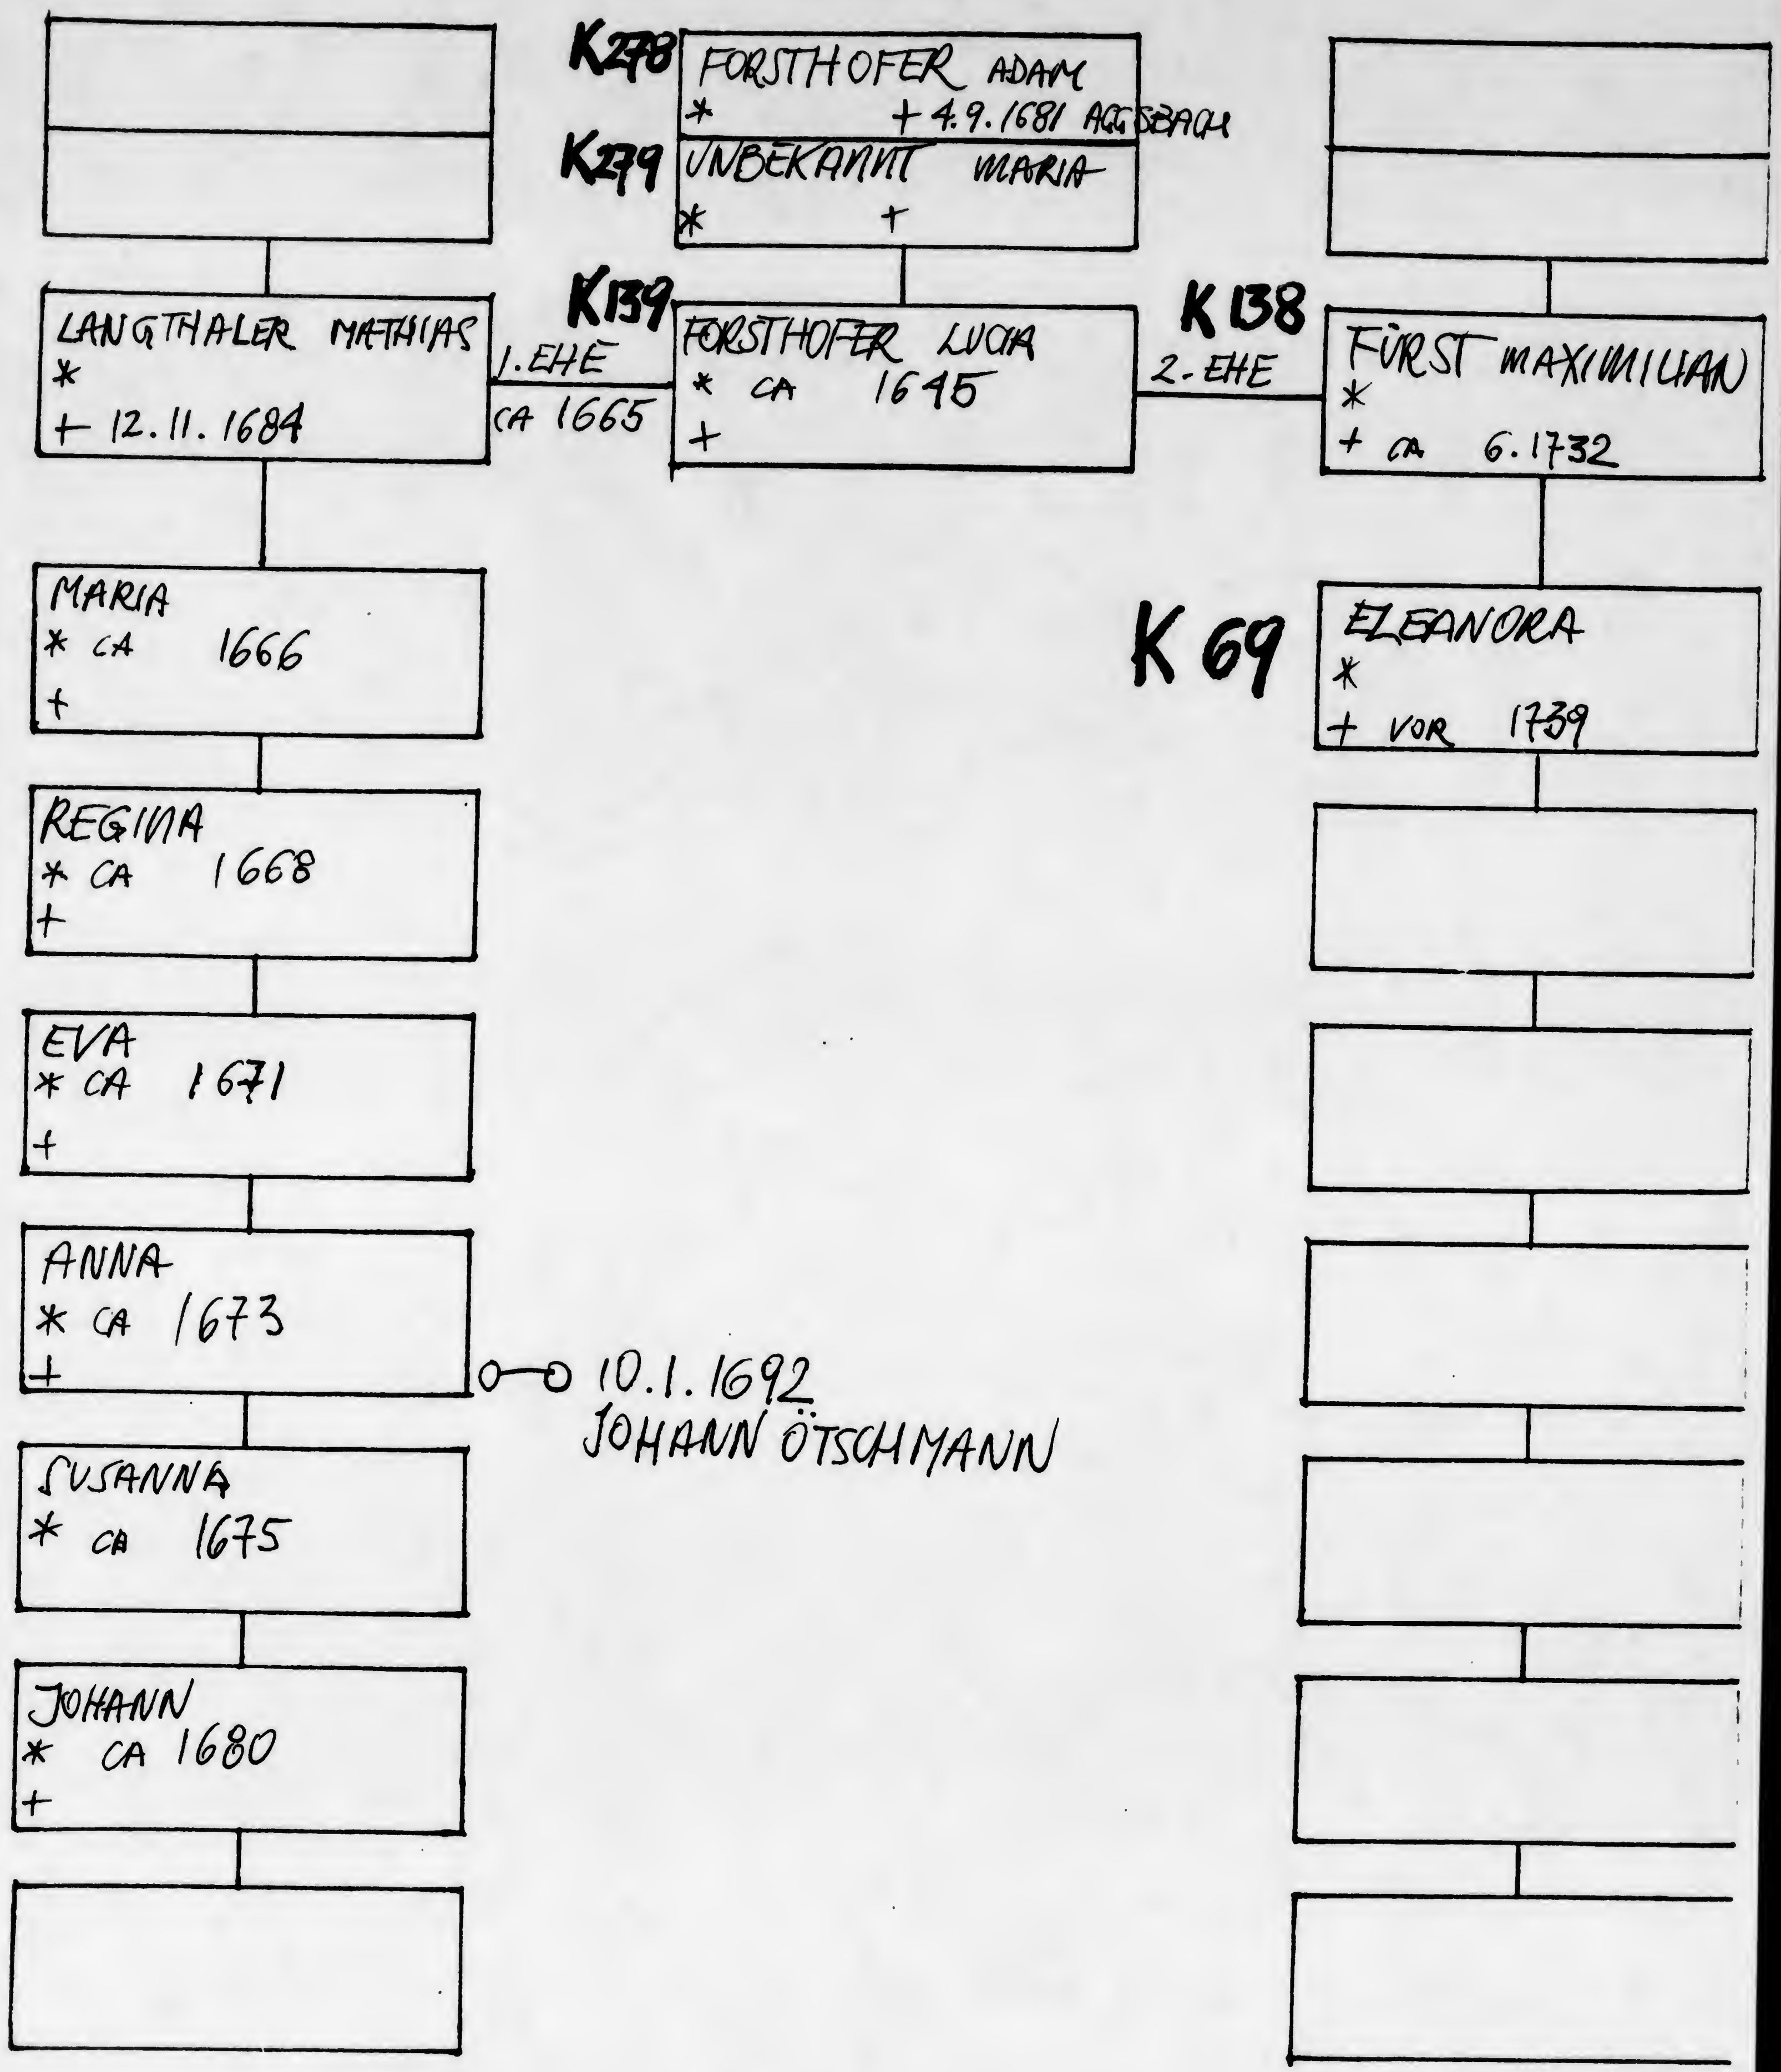 K278
FORSTHOFER ADAM
* + 4.9.1681 AGGSBACH
K279
UNBEKANNT MARIA
* +
LANGTHALER MATHIAS
*
+ 12.11.1684
1. EHE
CA 1665
K139
FORSTHOFER LUCIA
* CA 1645
+
2. EHE
K138
FÜRST MAXIMILIAN
*
+ CA 6.1732
MARIA
* CA 1666
+
K 69
ELEANORA
*
+ VOR 1739
REGINA
* CA 1668
+
EVA
* CA 1671
+
ANNA
* CA 1673
+
o-o 10.1.1692
JOHANN ÖTSCHMANN
SUSANNA
* CA 1675
JOHANN
* CA 1680
+